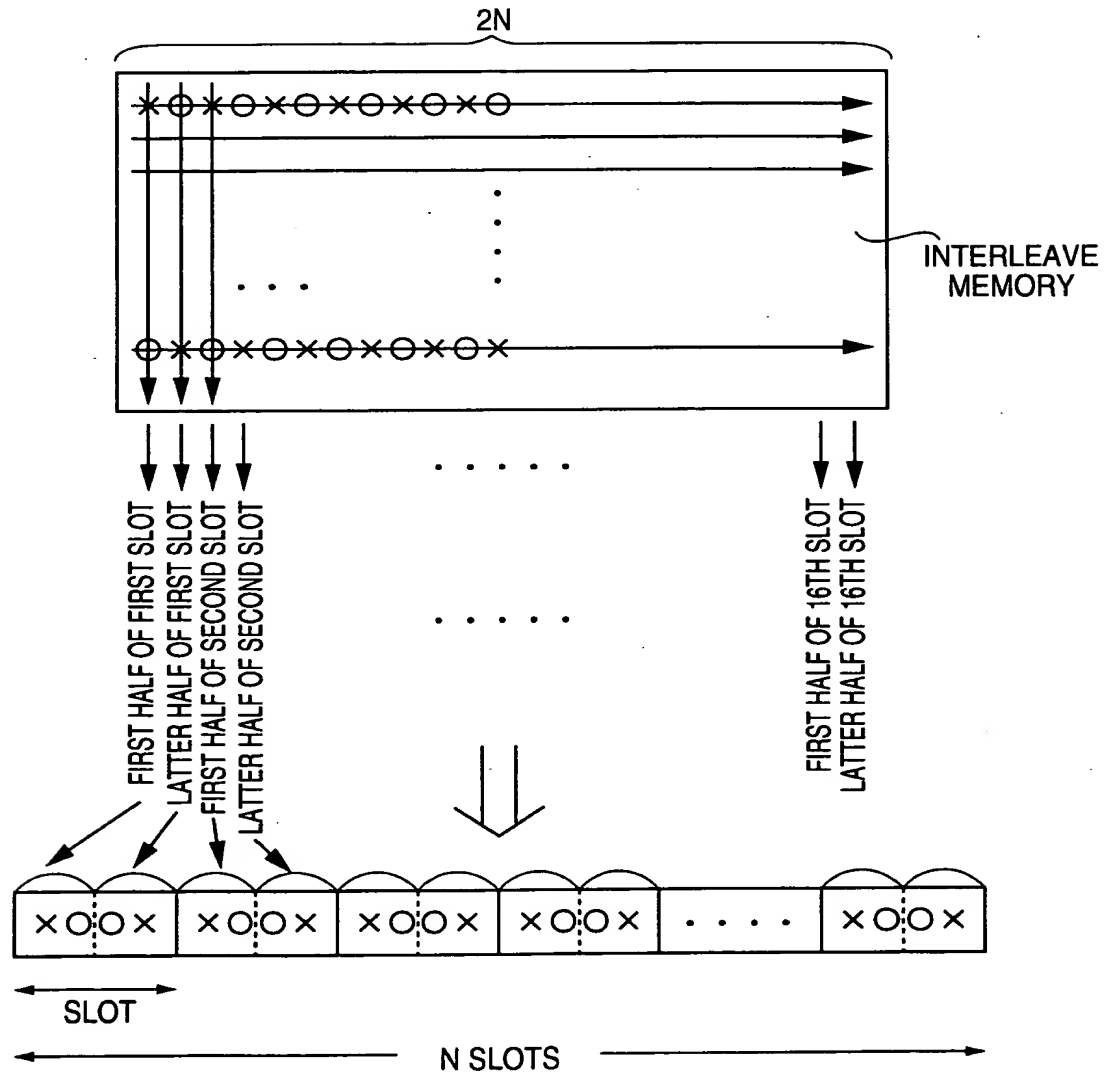 2N
INTERLEAVE
MEMORY
FIRST HALF OF FIRST SLOT
LATTER HALF OF FIRST SLOT
FIRST HALF OF SECOND SLOT
LATTER HALF OF SECOND SLOT
FIRST HALF OF 16TH SLOT
LATTER HALF OF 16TH SLOT
SLOT
N SLOTS